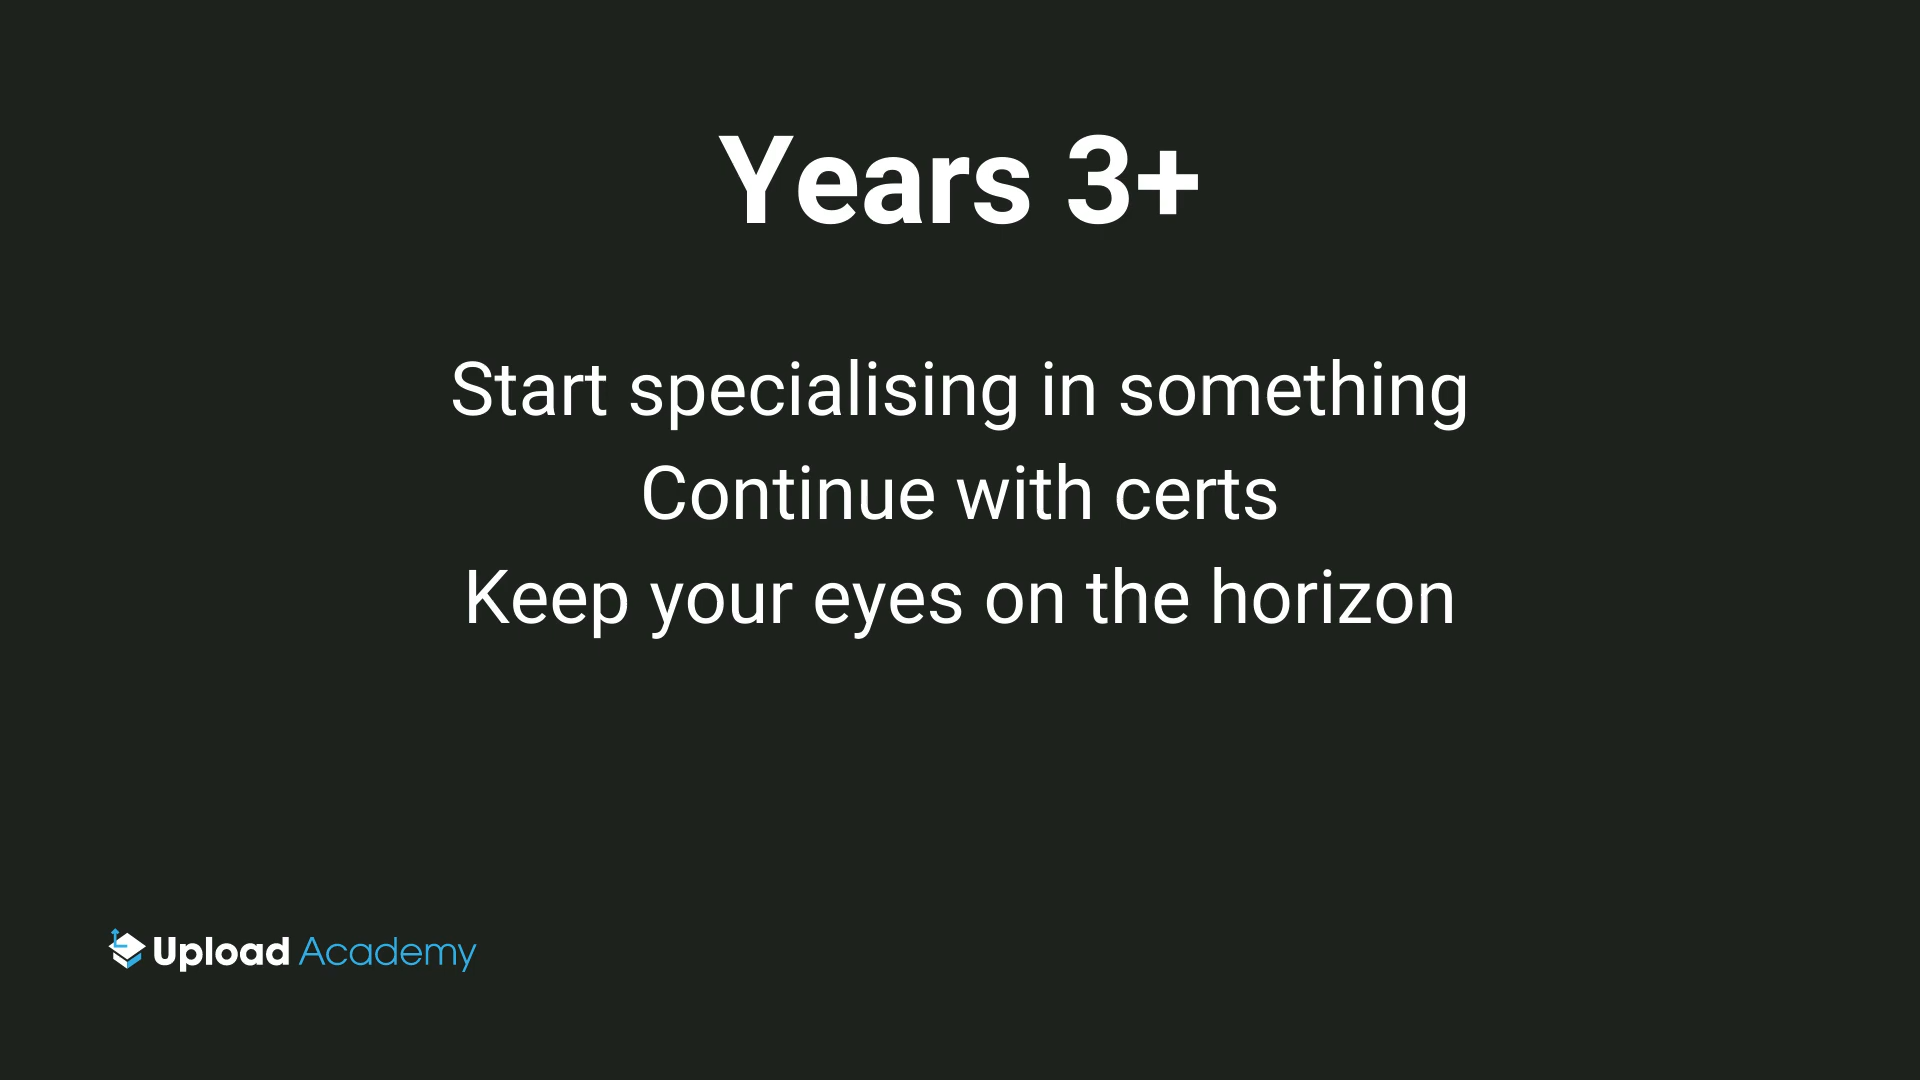 Years 3+
Start specialising in something
Continue with certs
Keep your eyes on the horizon
Upload Academy